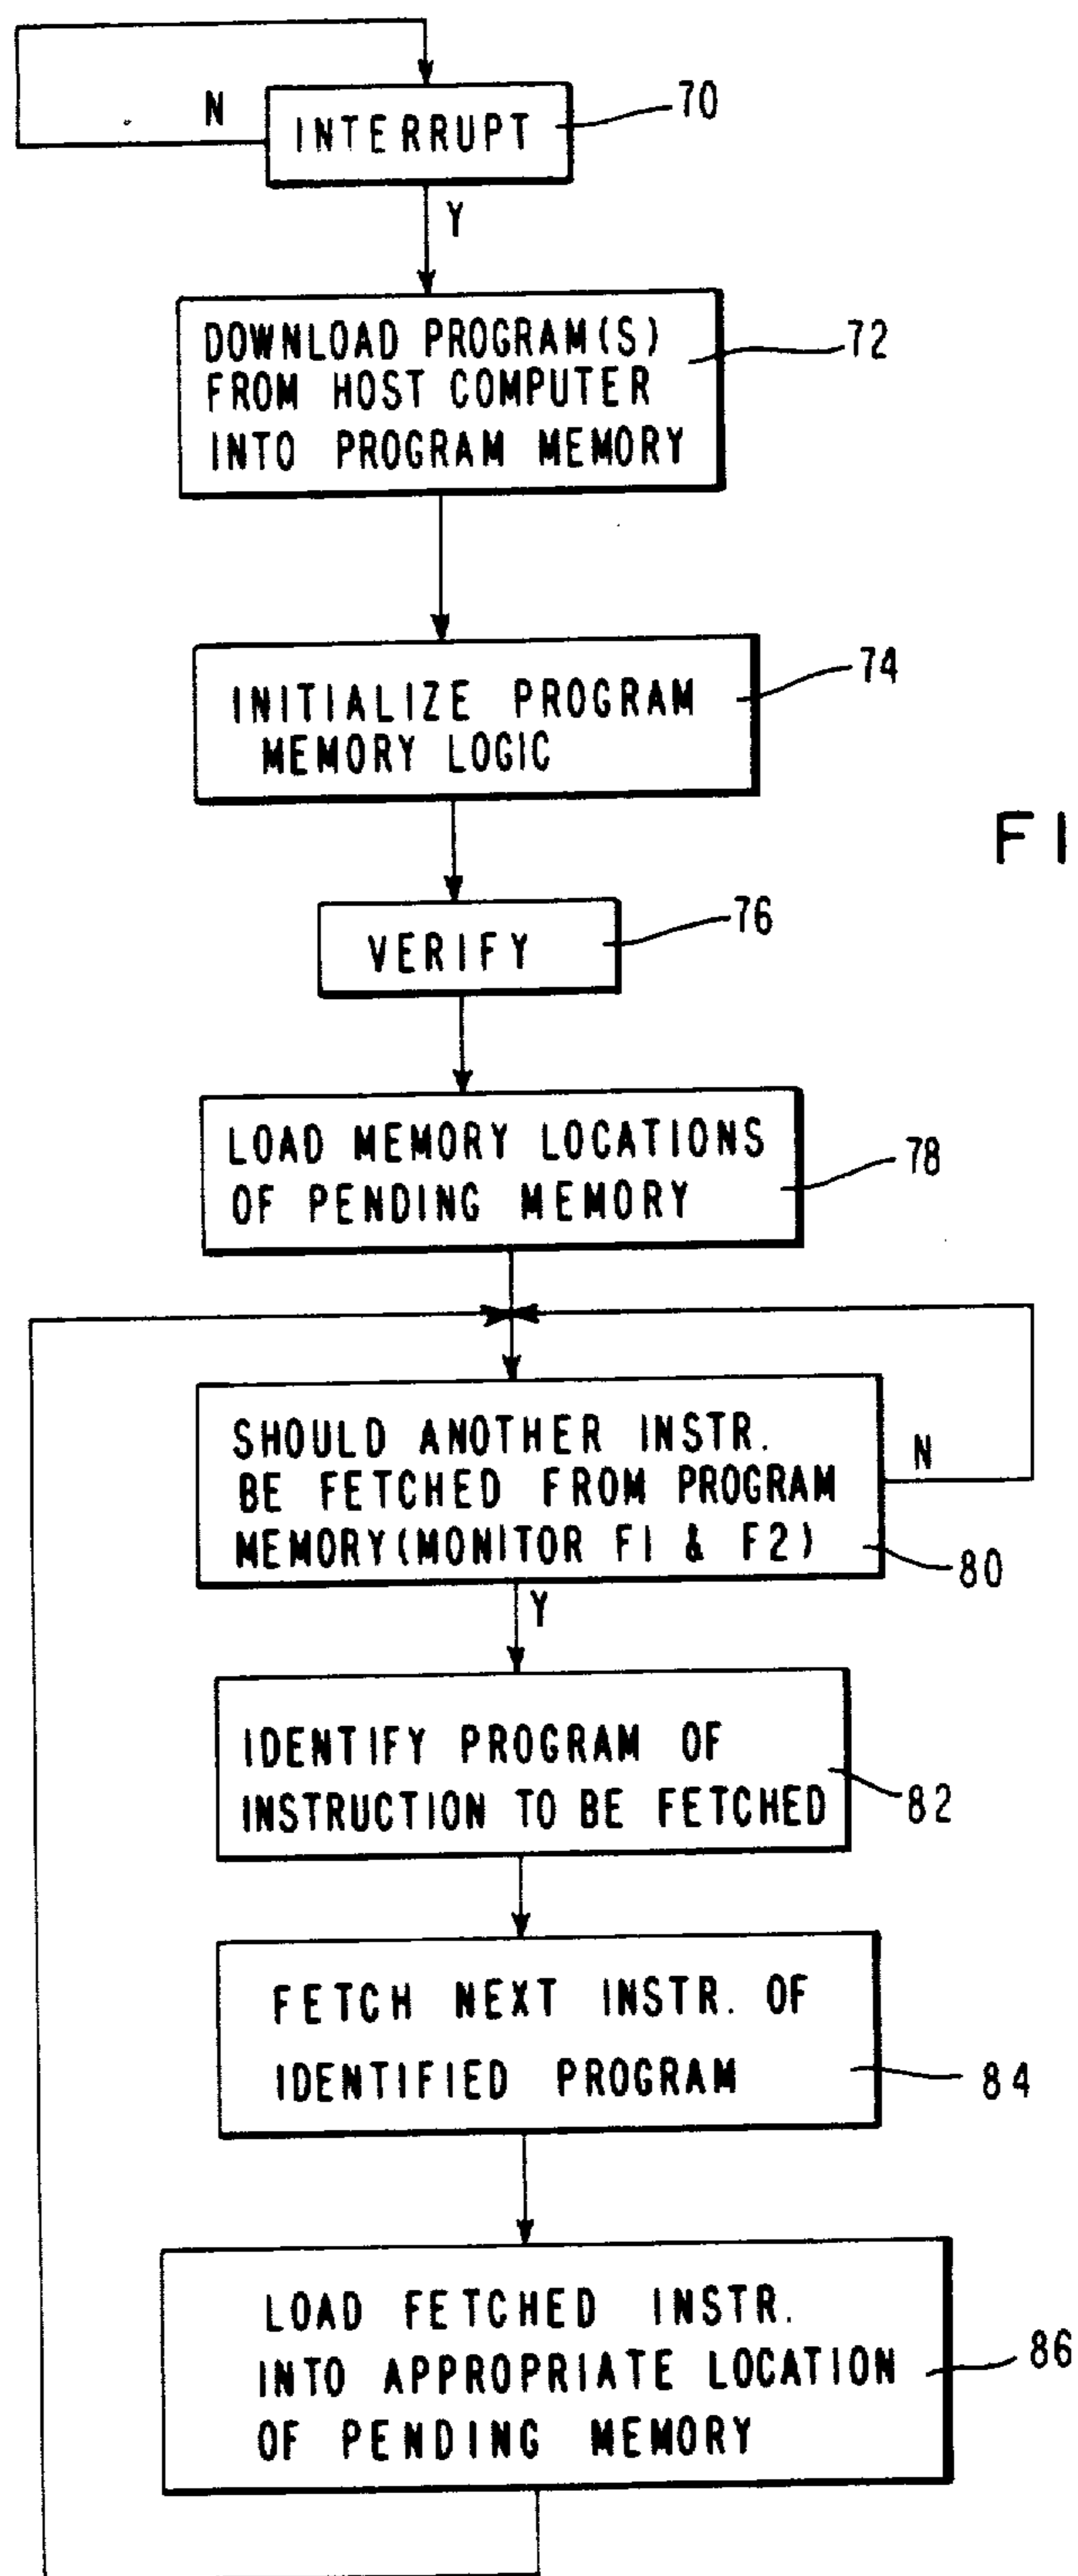 N
INTERRUPT
70
Y
DOWNLOAD PROGRAM(S)
FROM HOST COMPUTER
INTO PROGRAM MEMORY
72
INITIALIZE PROGRAM
MEMORY LOGIC
74
FI
VERIFY
76
LOAD MEMORY LOCATIONS
OF PENDING MEMORY
78
SHOULD ANOTHER INSTR.
BE FETCHED FROM PROGRAM
MEMORY(MONITOR F1 & F2)
N
80
Y
IDENTIFY PROGRAM OF
INSTRUCTION TO BE FETCHED
82
FETCH NEXT INSTR. OF
IDENTIFIED PROGRAM
84
LOAD FETCHED INSTR.
INTO APPROPRIATE LOCATION
OF PENDING MEMORY
86